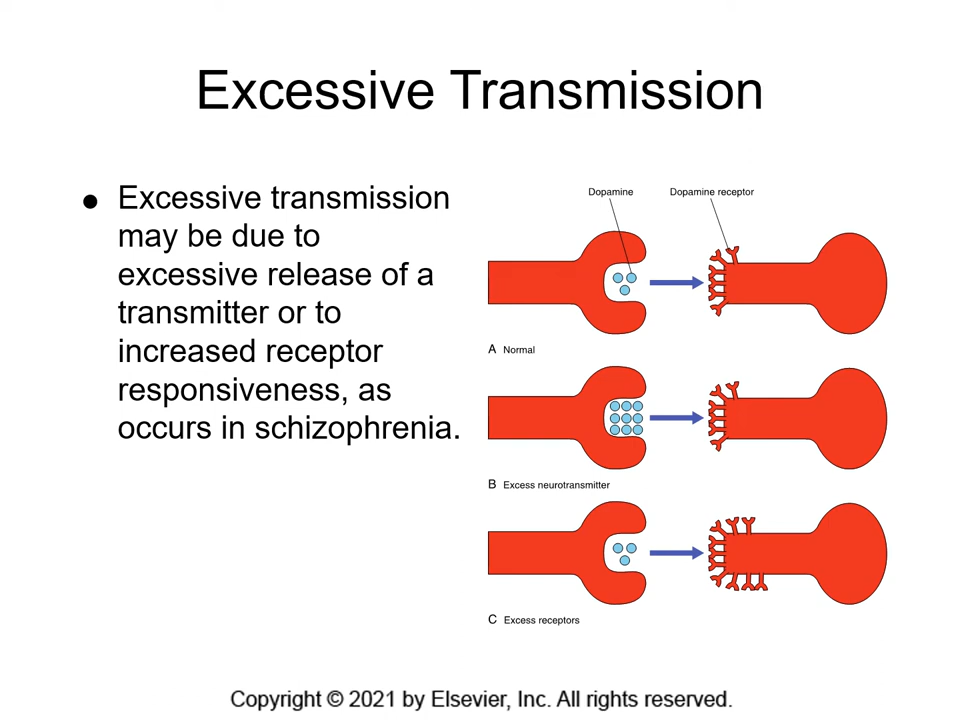 Excessive Transmission
● Excessive transmission
may be due to
excessive release of a
transmitter or to
increased receptor
responsiveness, as
occurs in schizophrenia.
Dopamine Dopamine receptor
A Normal
B Excess neurotransmitter
C Excess receptors
Copyright © 2021 by Elsevier, Inc. All rights reserved.